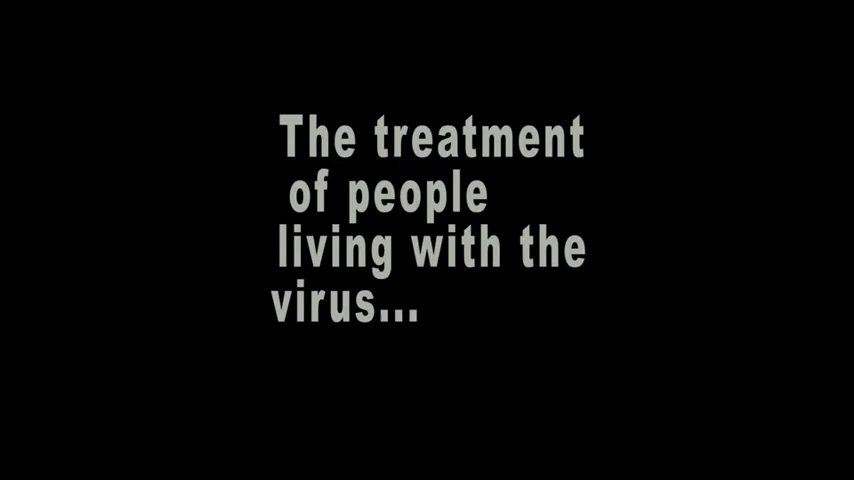 The treatment
of people
living with the
virus...